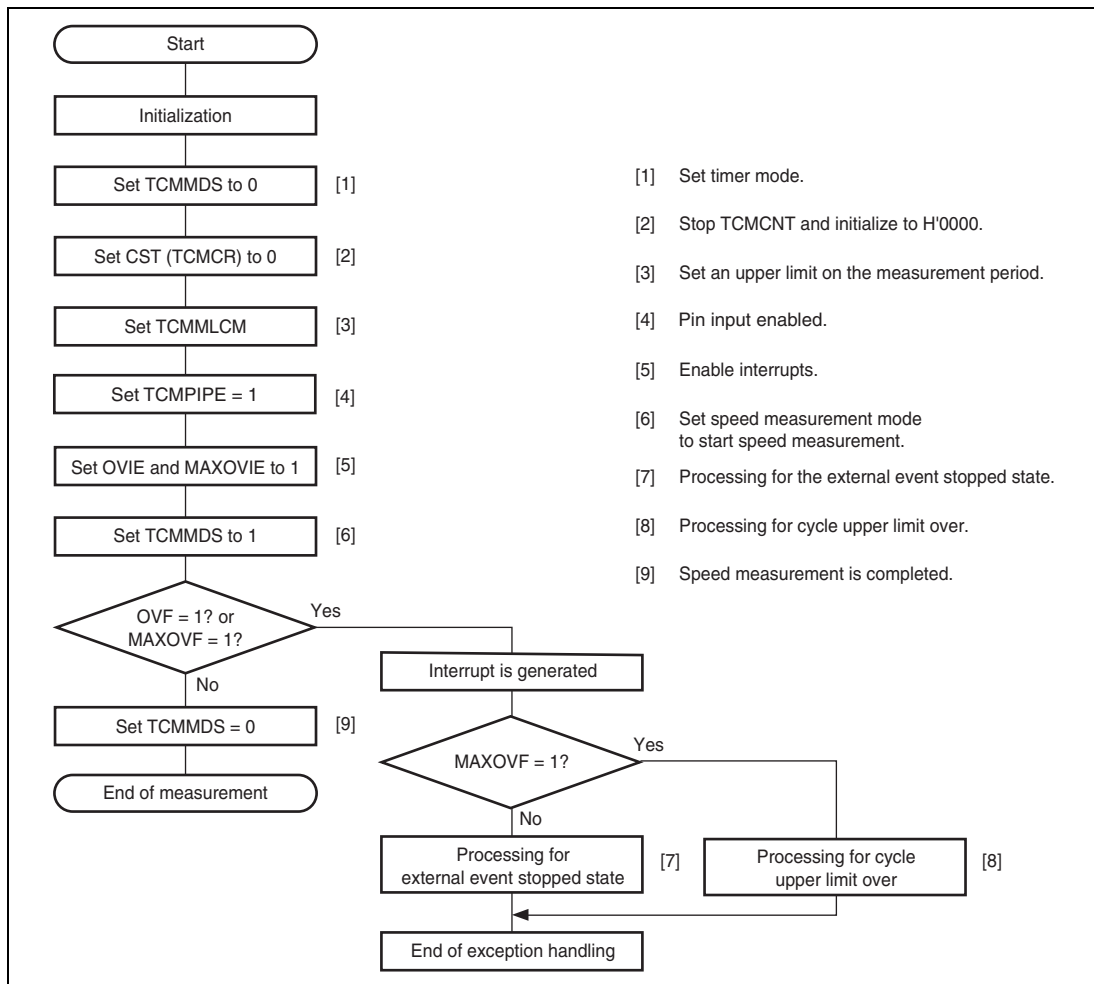 Start
Initialization
Set TCMMDS to 0
[1]
Set CST (TCMCR) to 0
[2]
Set TCMMLCM
[3]
Set TCMPIPE = 1
[4]
Set OVIE and MAXOVIE to 1
[5]
Set TCMMDS to 1
[6]
OVF = 1? or
MAXOVF = 1?
Yes
No
Set TCMMDS = 0
[9]
End of measurement
Interrupt is generated
MAXOVF = 1?
Yes
No
Processing for
external event stopped state
[7]
Processing for cycle
upper limit over
[8]
End of exception handling
[1] Set timer mode.
[2] Stop TCMCNT and initialize to H'0000.
[3] Set an upper limit on the measurement period.
[4] Pin input enabled.
[5] Enable interrupts.
[6] Set speed measurement mode
to start speed measurement.
[7] Processing for the external event stopped state.
[8] Processing for cycle upper limit over.
[9] Speed measurement is completed.